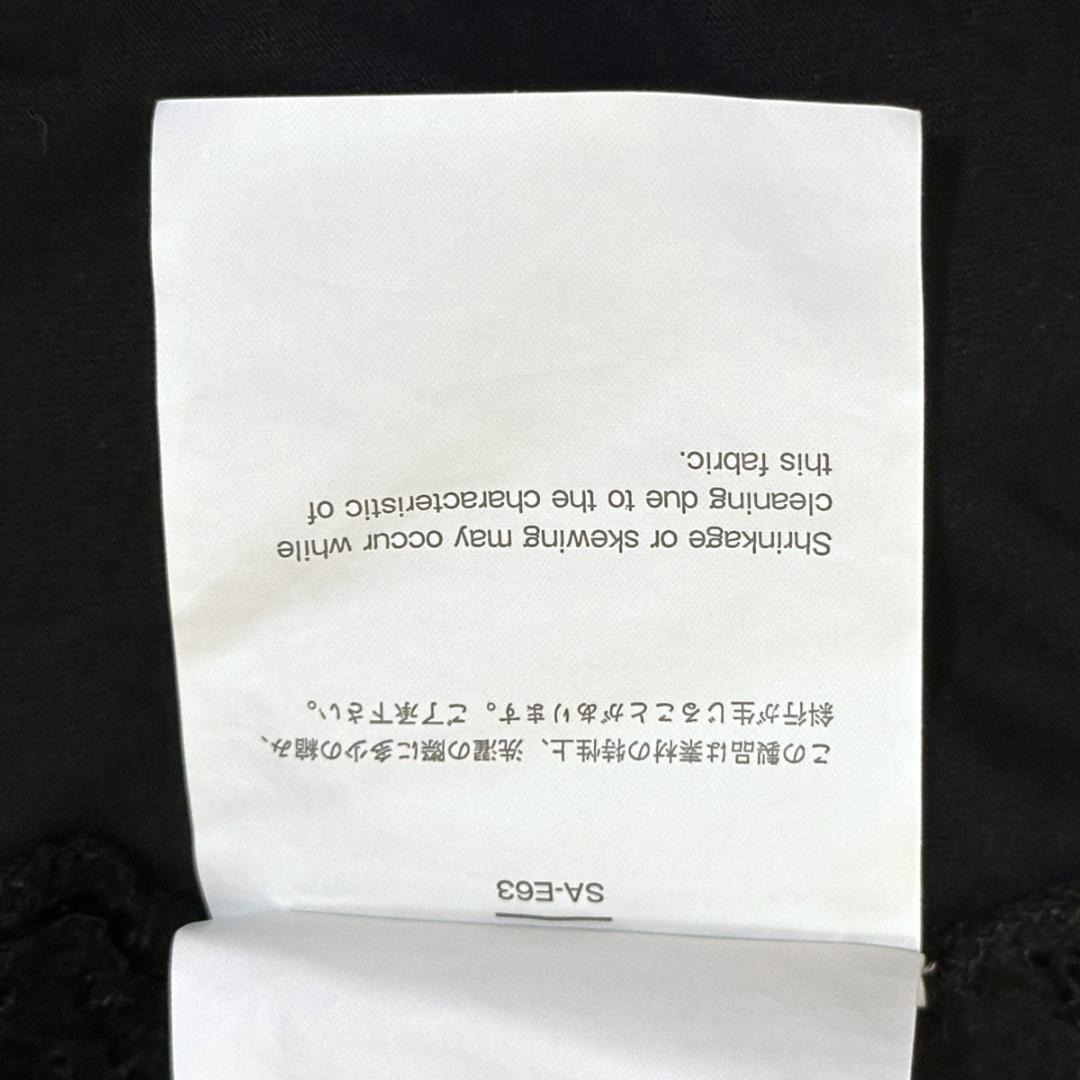 SA-E63
この製品は素材の特性上、洗濯の際に多少の縮み、
斜行が生じることがあります。ご了承下さい。
Shrinkage or skewing may occur while
cleaning due to the characteristic of
this fabric.